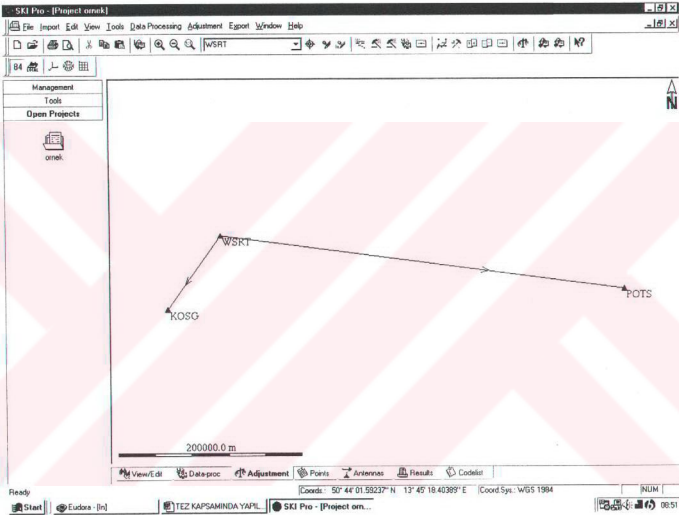 SKI Pro - [Project ornek]
File Import Edit View Tools Data Processing Adjustment Export Window Help
WSRT
84
Management
Tools
Open Projects
ornek
N
WSRT
KOSG
POTS
200000.0 m
View/Edit Data-proc Adjustment Points Antennas Results Codelist
Ready
Coords.: 50° 44' 01.59237" N 13° 45' 18.40389" E Coord.Sys.: WGS 1984 NUM
Start Eudora - [In] TEZ KAPSAMINDA YAPIL... SKI Pro - [Project orn... 08:51